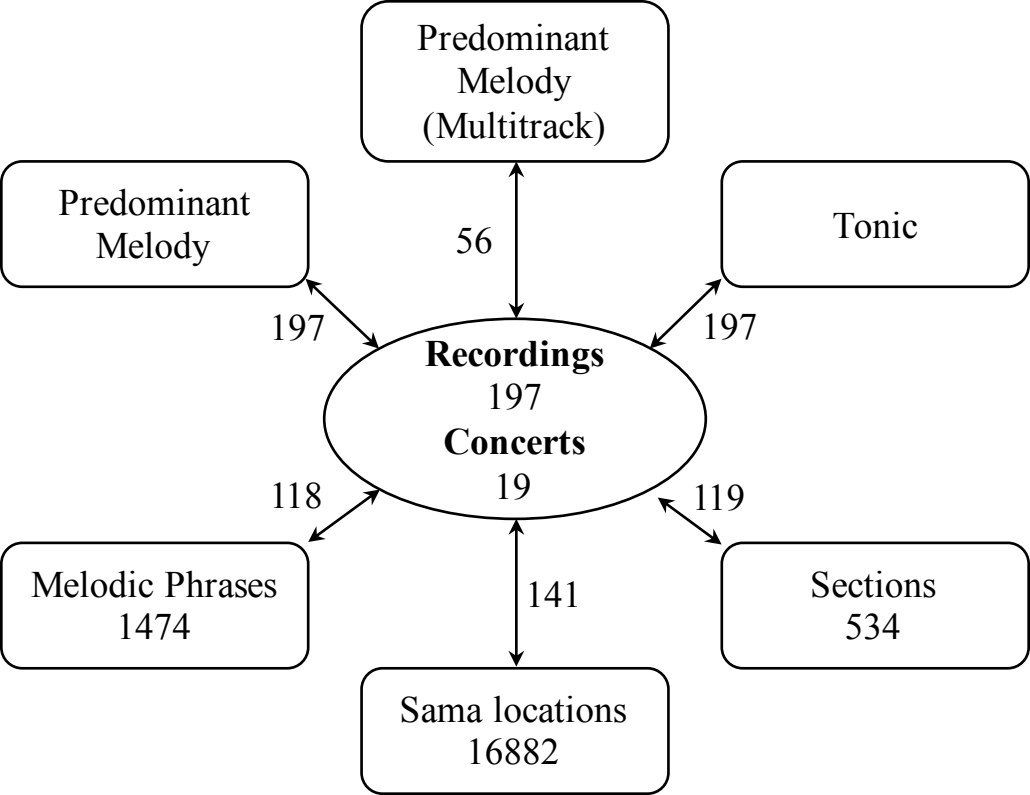 Predominant
Melody
(Multitrack)
Predominant
Melody
Tonic
56
197
197
Recordings
197
Concerts
19
118
119
141
Melodic Phrases
1474
Sections
534
Sama locations
16882